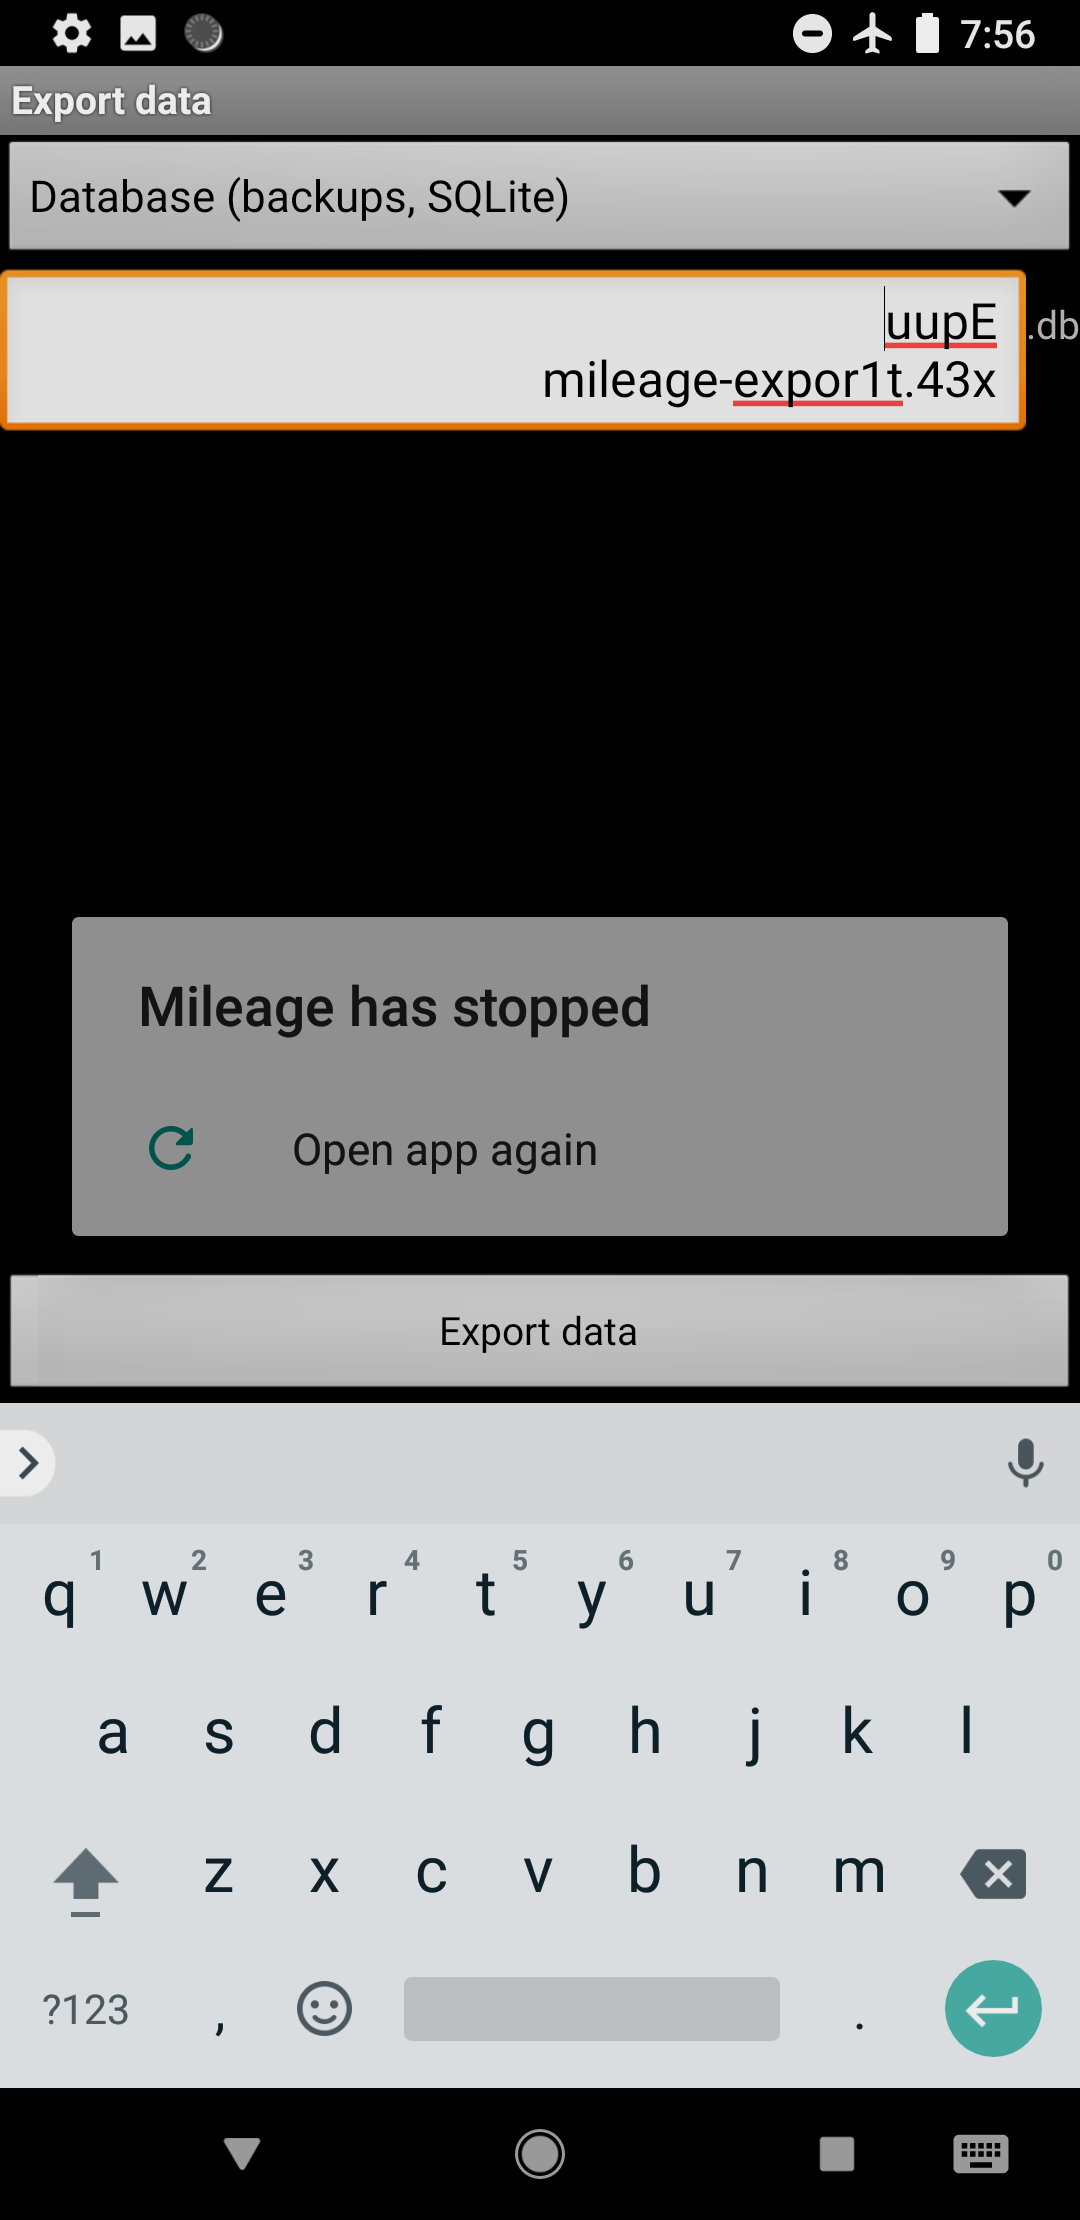 7:56
Export data
Database (backups, SQLite)
uupE
mileage-expor1t.43x
.db
Mileage has stopped
Open app again
Export data
1 2 3 4 5 6 7 8 9 0
q w e r t y u i o p
a s d f g h j k l
z x c v b n m
?123 , .